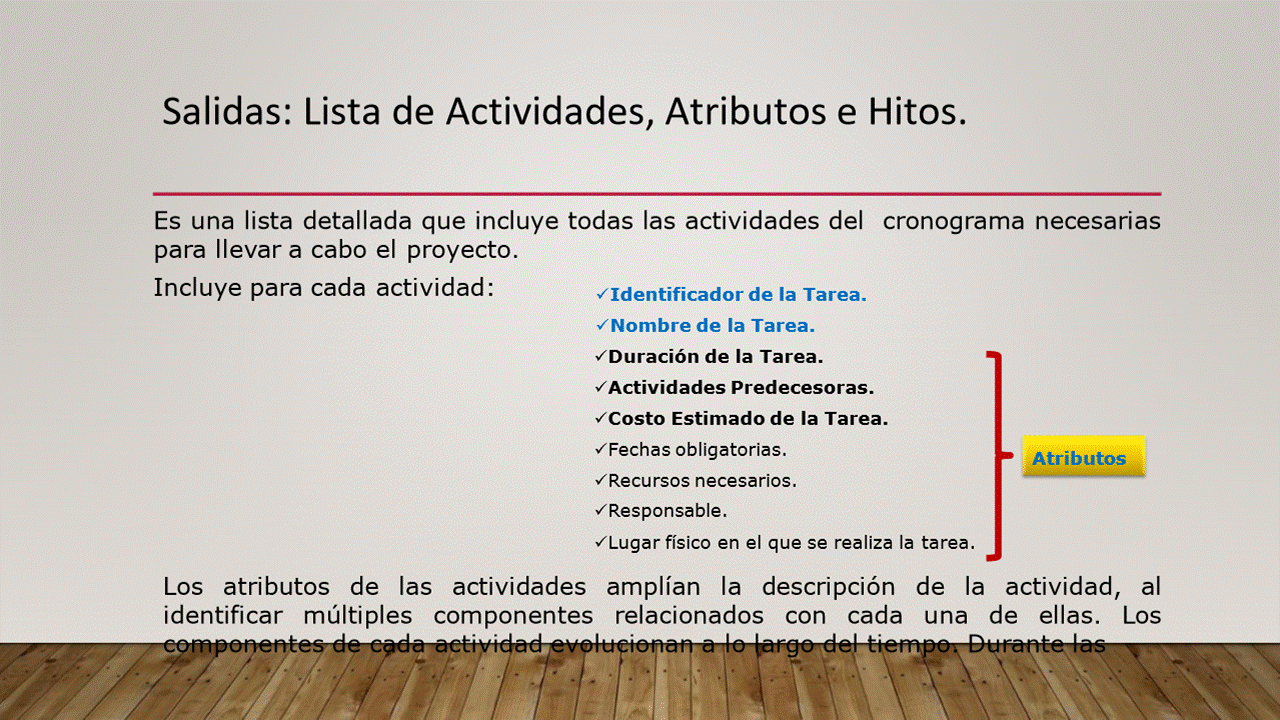 Salidas: Lista de Actividades, Atributos e Hitos.
Es una lista detallada que incluye todas las actividades del cronograma necesarias
para llevar a cabo el proyecto.
Incluye para cada actividad:
✓Identificador de la Tarea.
✓Nombre de la Tarea.
✓Duración de la Tarea.
✓Actividades Predecesoras.
✓Costo Estimado de la Tarea.
✓Fechas obligatorias.
✓Recursos necesarios.
✓Responsable.
✓Lugar físico en el que se realiza la tarea.
Atributos
Los atributos de las actividades amplían la descripción de la actividad, al
identificar múltiples componentes relacionados con cada una de ellas. Los
componentes de cada actividad evolucionan a lo largo del tiempo. Durante las